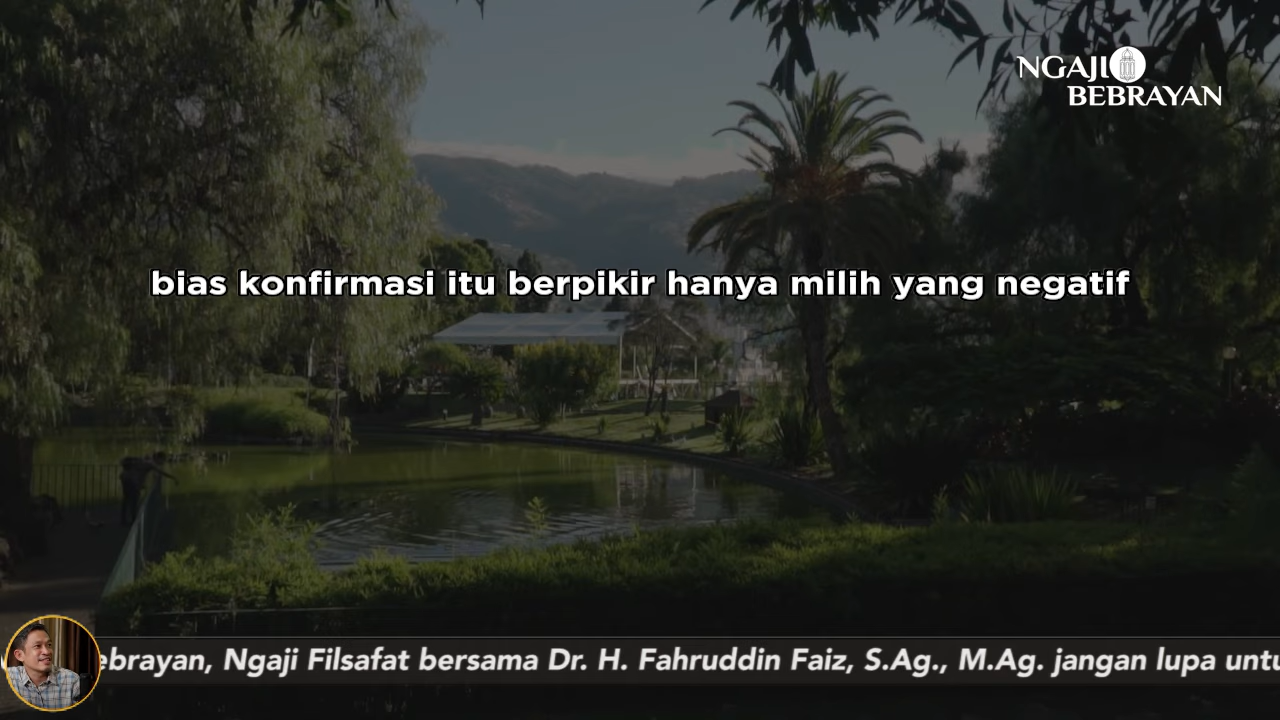 NGAJI
BEBRAYAN
bias konfirmasi itu berpikir hanya milih yang negatif
ebrayan, Ngaji Filsafat bersama Dr. H. Fahruddin Faiz, S.Ag., M.Ag. jangan lupa untu